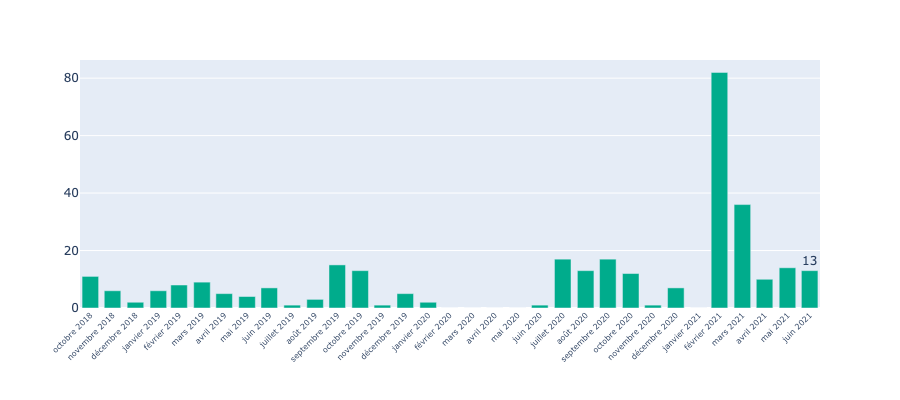 80
60
40
20
0
13
octobre 2018
novembre 2018
décembre 2018
janvier 2019
février 2019
mars 2019
avril 2019
mai 2019
juin 2019
juillet 2019
août 2019
septembre 2019
octobre 2019
novembre 2019
décembre 2019
janvier 2020
février 2020
mars 2020
avril 2020
mai 2020
juin 2020
juillet 2020
août 2020
septembre 2020
octobre 2020
novembre 2020
décembre 2020
janvier 2021
février 2021
mars 2021
avril 2021
mai 2021
juin 2021